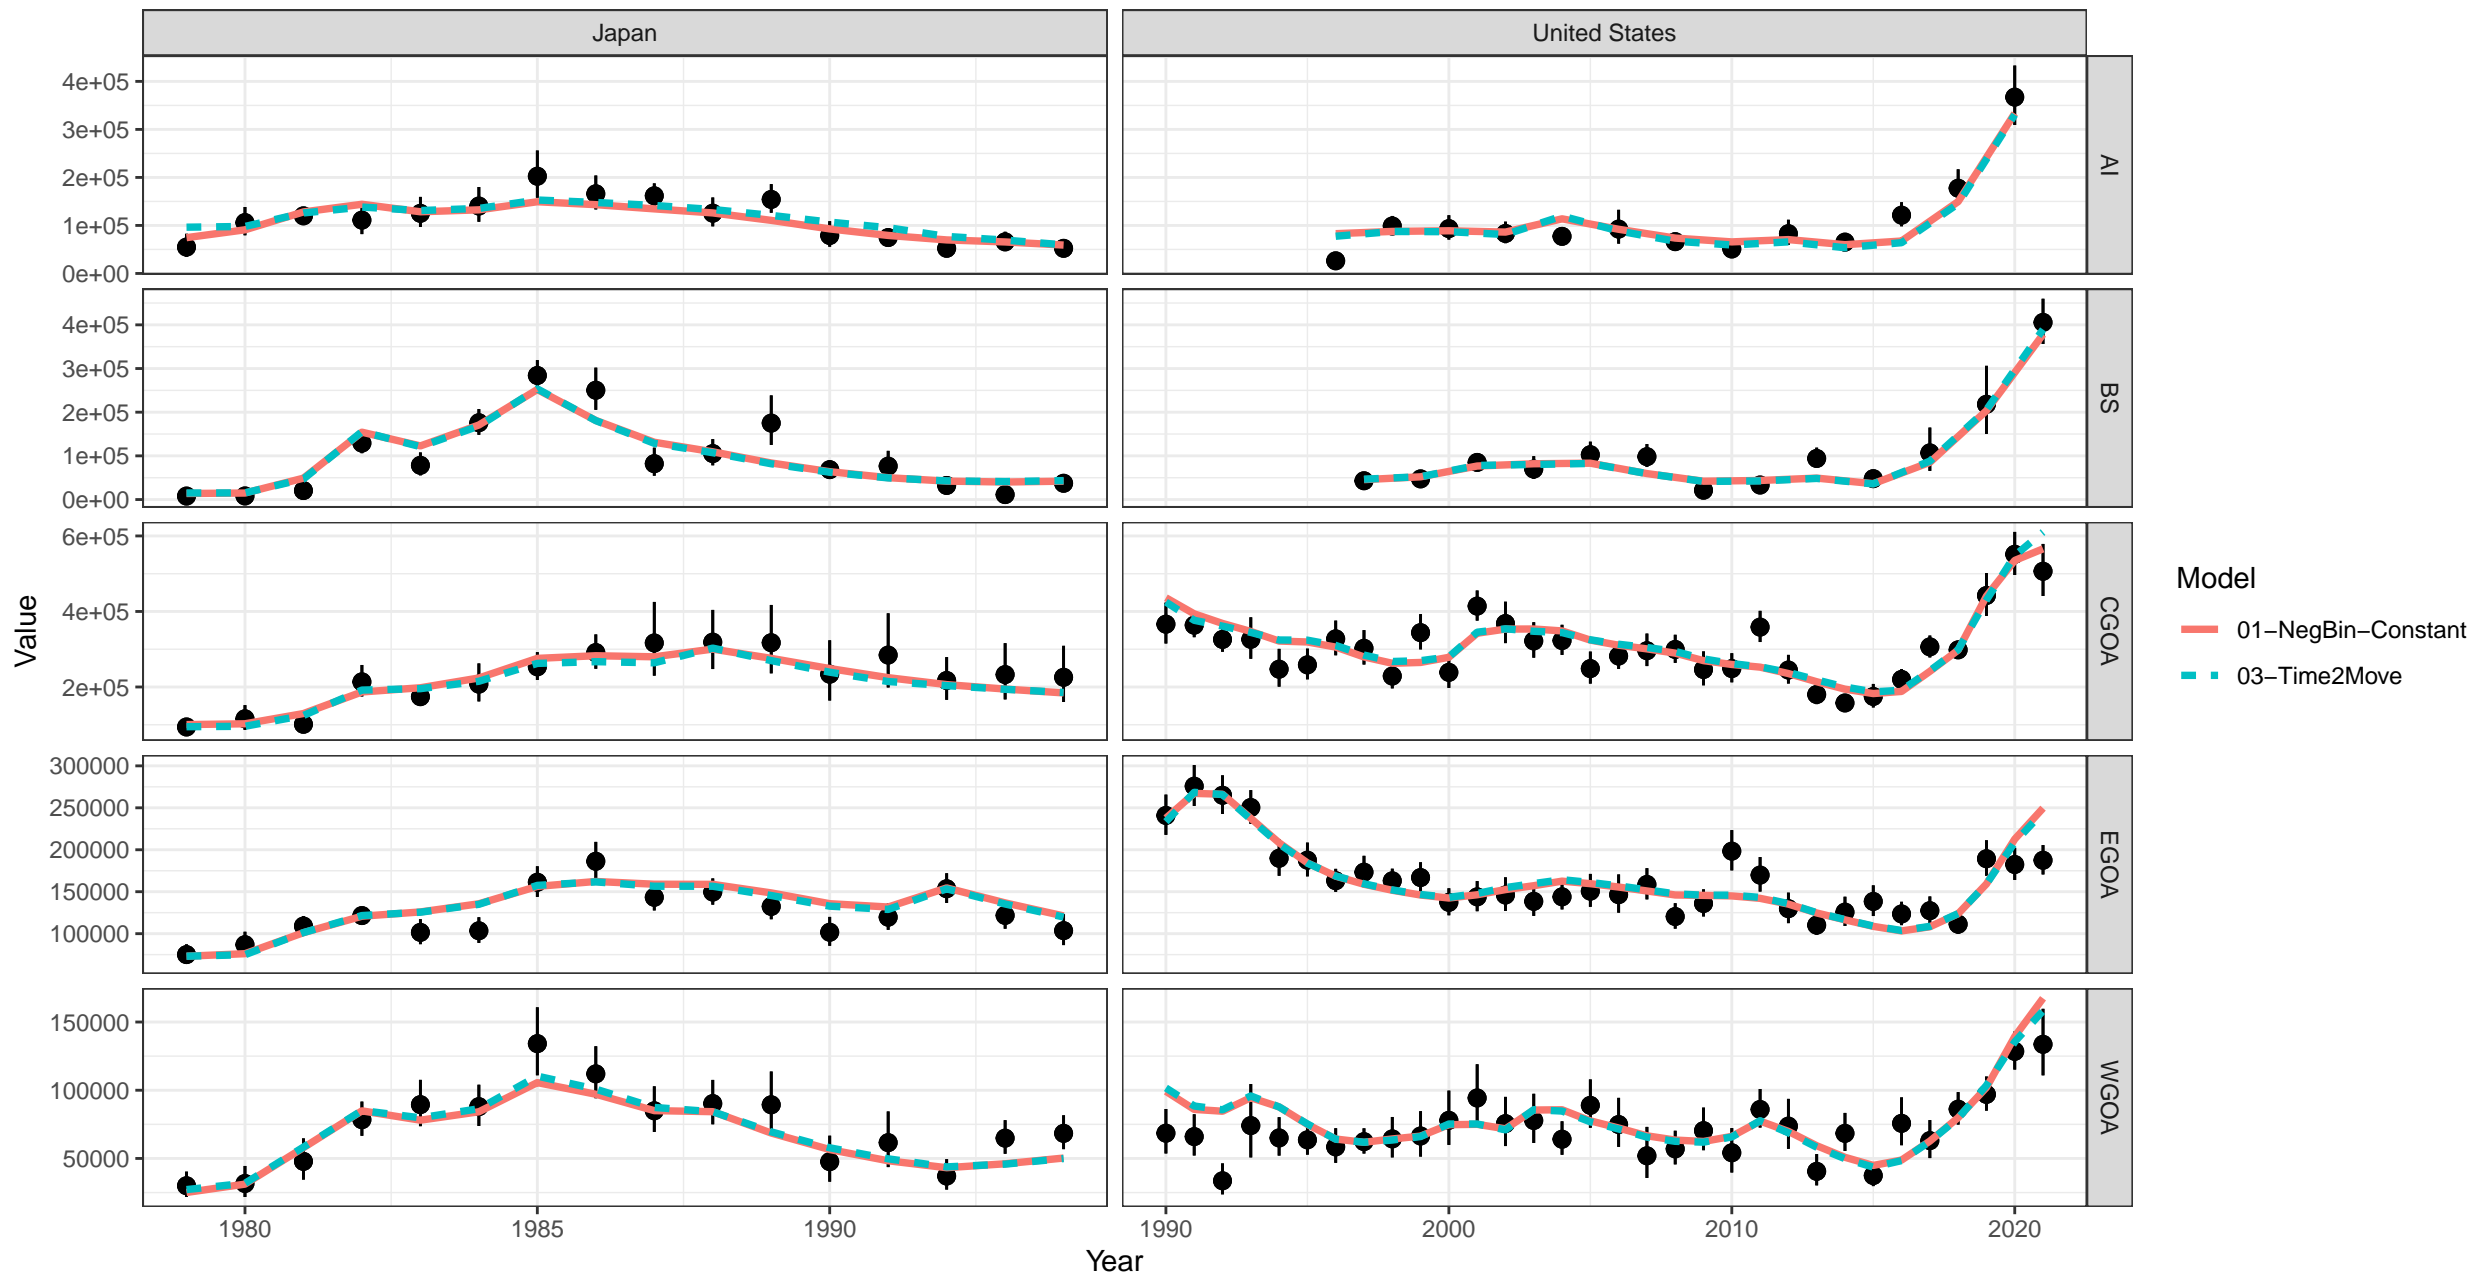 Japan
United States
4e+05
3e+05
2e+05
1e+05
0e+00
AI
4e+05
3e+05
2e+05
1e+05
0e+00
BS
6e+05
4e+05
2e+05
CGOA
300000
250000
200000
150000
100000
EGOA
150000
100000
50000
WGOA
1980
1985
1990
1990
2000
2010
2020
Year
Value
Model
01−NegBin−Constant
03−Time2Move